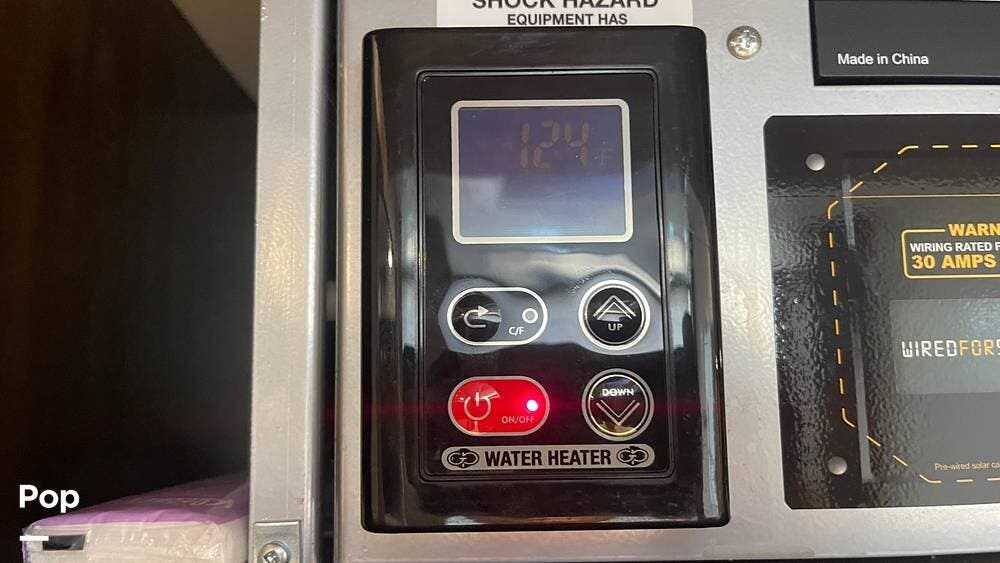 SHOCK HAZARD
EQUIPMENT HAS
Made in China
124 °F
C/F
UP
ON/OFF
DOWN
WATER HEATER
WARN
WIRING RATED
30 AMPS
WIREDFOR
Pre-wired solar ca
Pop